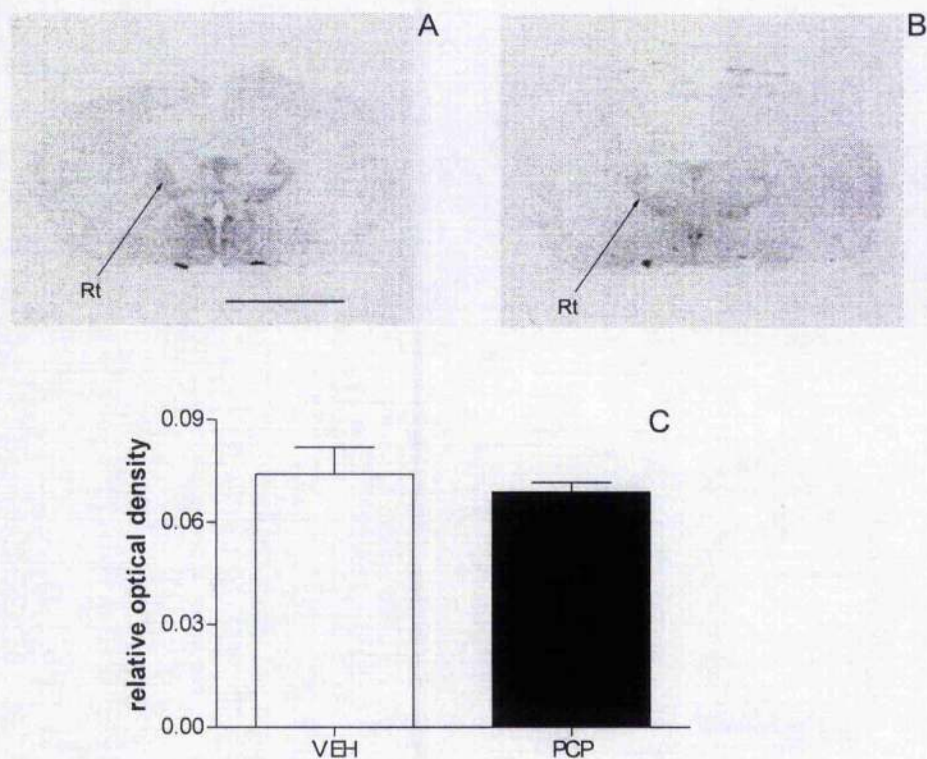 A
B
Rt
Rt
C
relative optical density
0.09
0.06
0.03
0.00
VEH
PCP